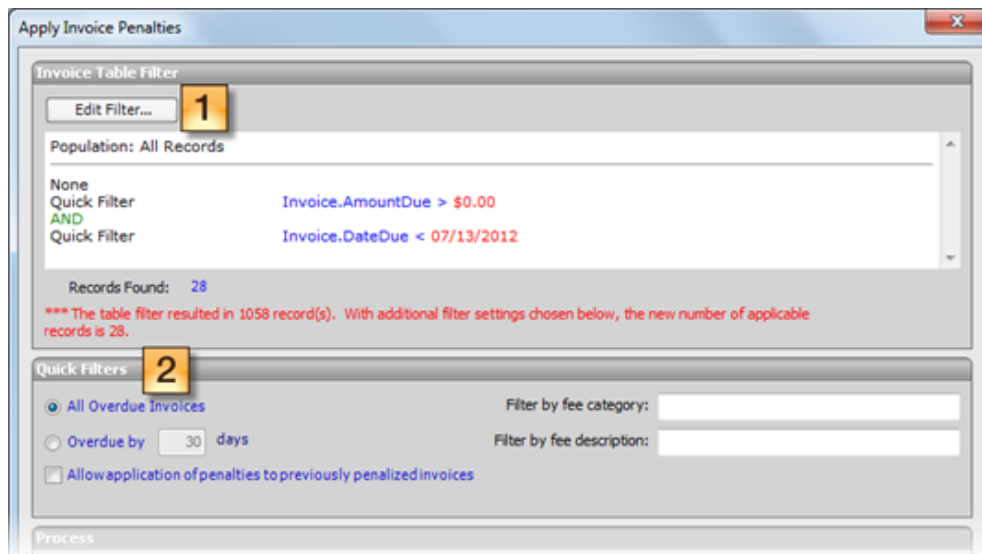 Apply Invoice Penalties
Invoice Table Filter
Edit Filter...
1
Population: All Records
None
Quick Filter Invoice.AmountDue > $0.00
AND
Quick Filter Invoice.DateDue < 07/13/2012
Records Found: 28
*** The table filter resulted in 1058 record(s). With additional filter settings chosen below, the new number of applicable
records is 28.
Quick Filters
2
All Overdue Invoices Filter by fee category:
Overdue by 30 days Filter by fee description:
Allow application of penalties to previously penalized invoices
Process